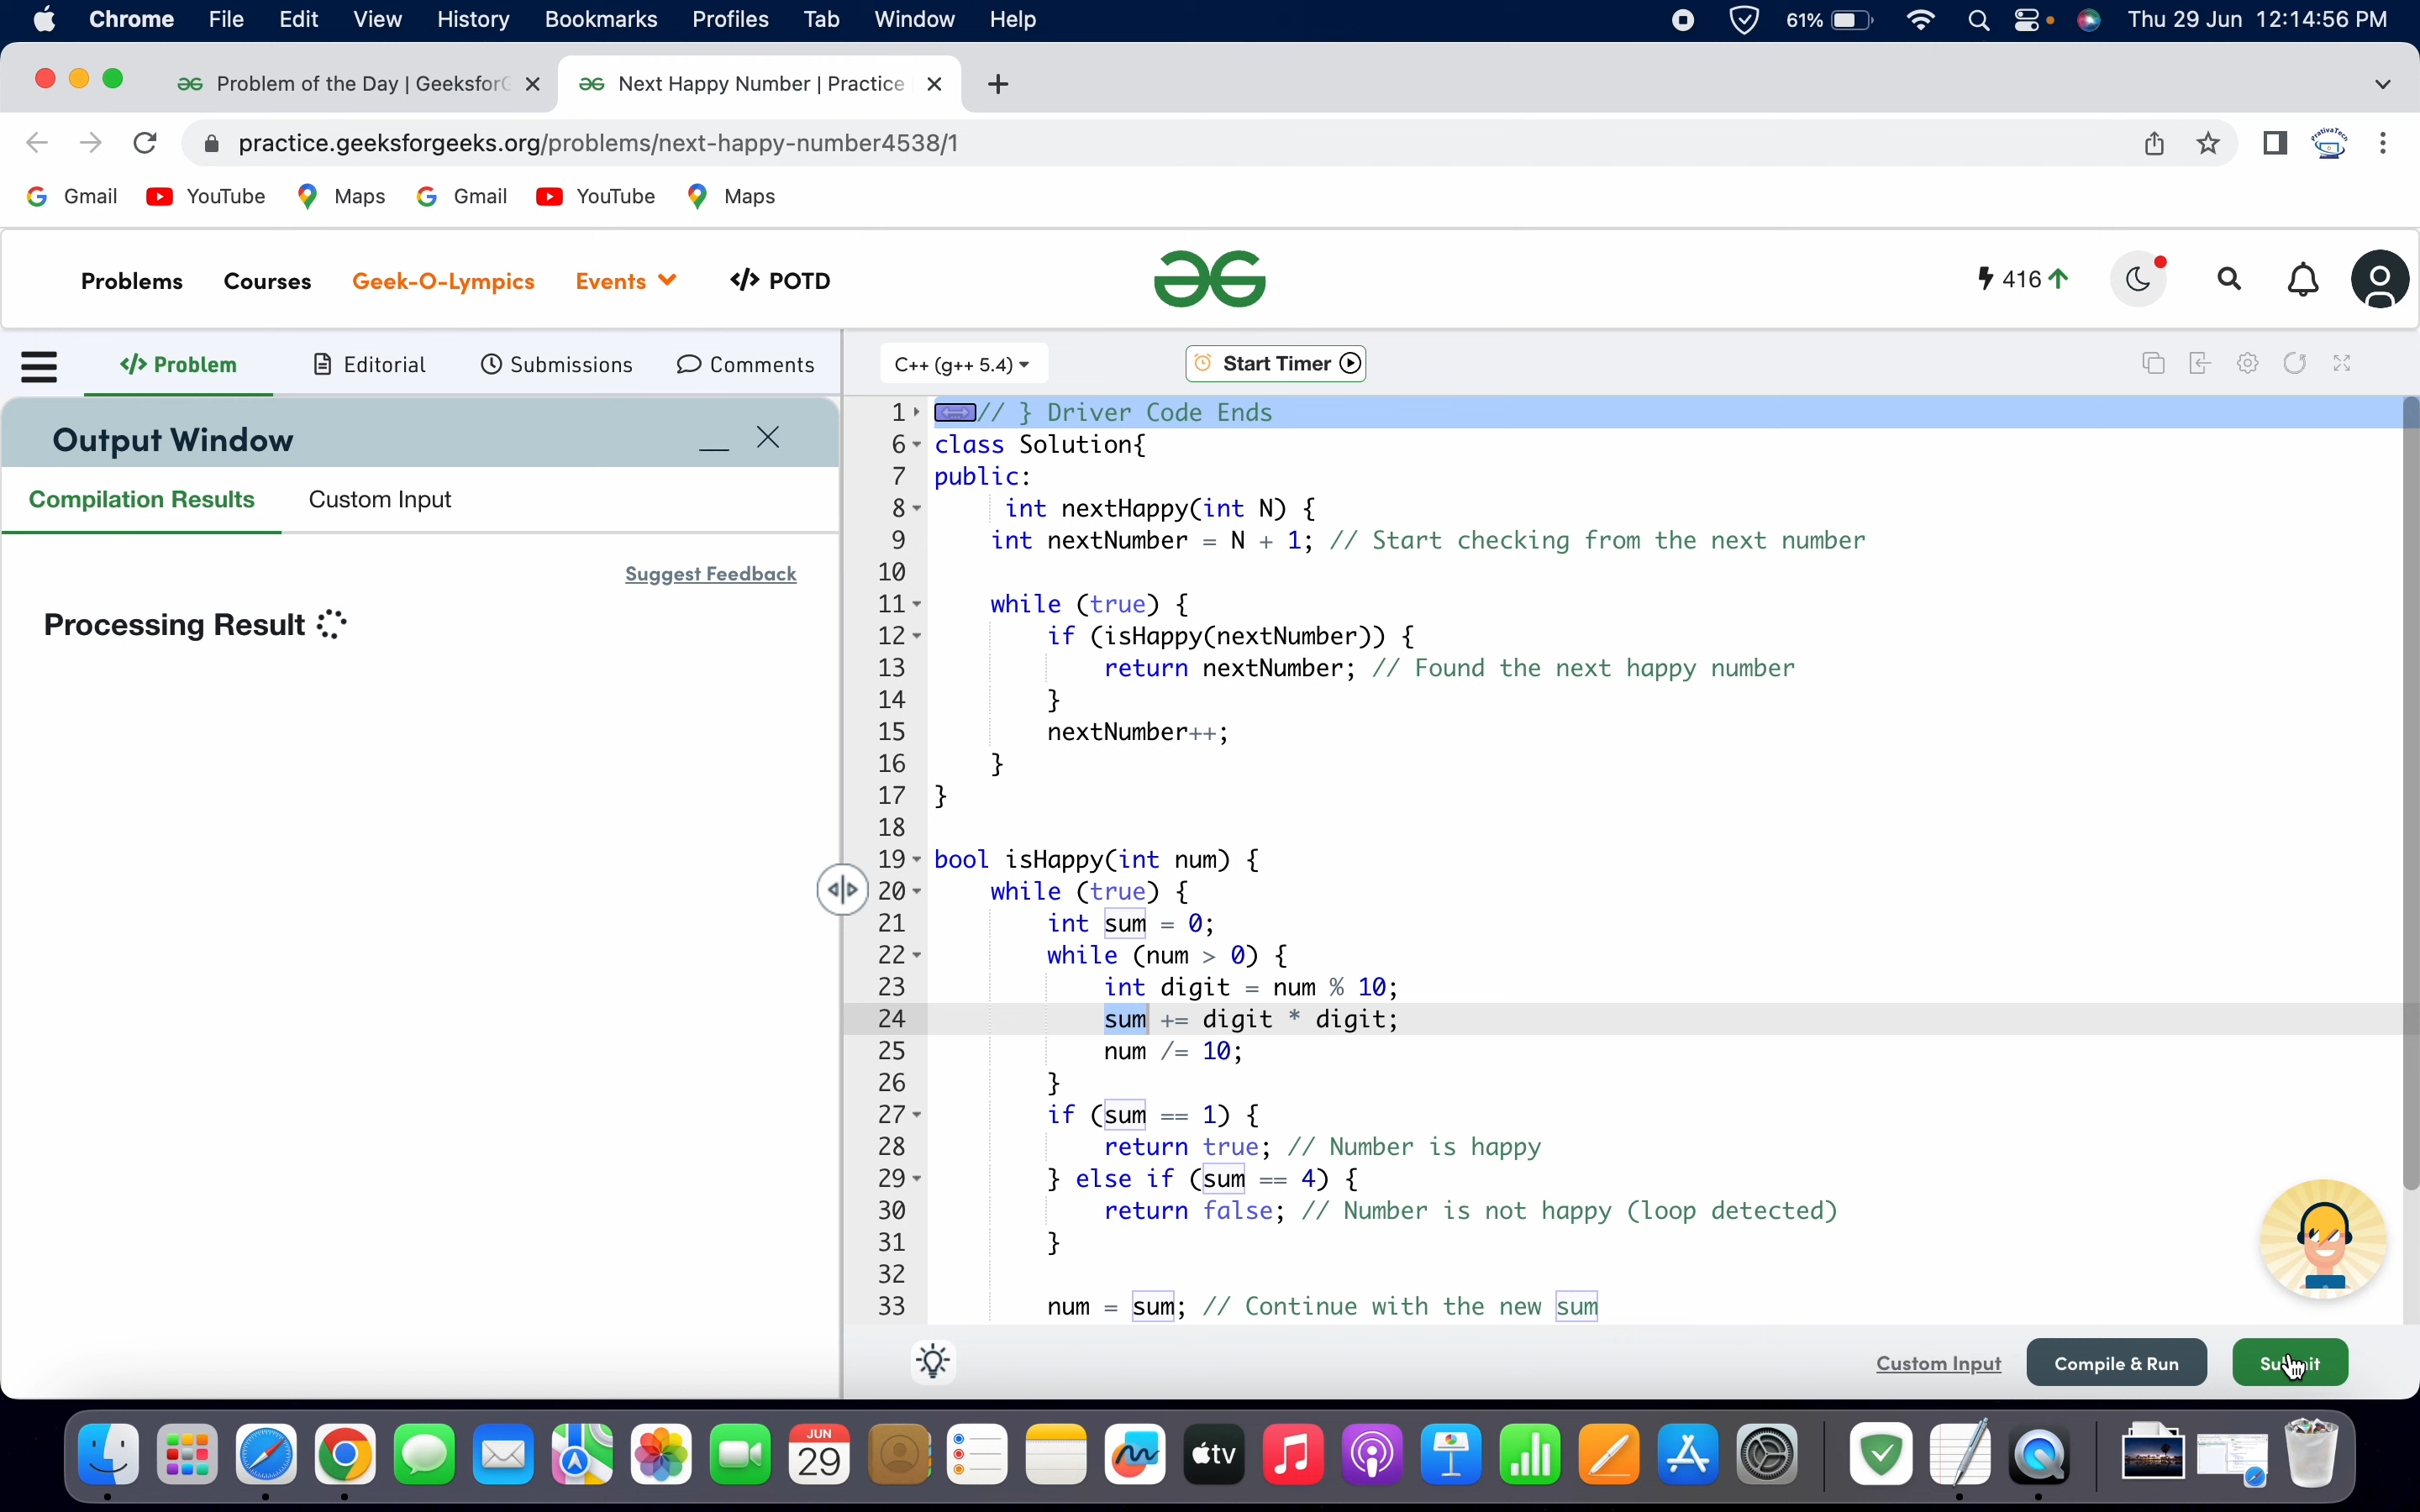 Chrome File Edit View History Bookmarks Profiles Tab Window Help 61% Thu 29 Jun 12:14:56 PM
Problem of the Day | Geeksfor Next Happy Number | Practice
practice.geeksforgeeks.org/problems/next-happy-number4538/1
Gmail YouTube Maps Gmail YouTube Maps
Problems Courses Geek-O-Lympics Events </> POTD 416
</> Problem Editorial Submissions Comments C++ (g++ 5.4) Start Timer
Output Window
Compilation Results Custom Input
Suggest Feedback
Processing Result
1 // } Driver Code Ends
6 class Solution{
7 public:
8 int nextHappy(int N) {
9 int nextNumber = N + 1; // Start checking from the next number
10
11 while (true) {
12 if (isHappy(nextNumber)) {
13 return nextNumber; // Found the next happy number
14 }
15 nextNumber++;
16 }
17 }
18
19 bool isHappy(int num) {
20 while (true) {
21 int sum = 0;
22 while (num > 0) {
23 int digit = num % 10;
24 sum += digit * digit;
25 num /= 10;
26 }
27 if (sum == 1) {
28 return true; // Number is happy
29 } else if (sum == 4) {
30 return false; // Number is not happy (loop detected)
31 }
32
33 num = sum; // Continue with the new sum
Custom Input Compile & Run Submit
JUN
29
tv